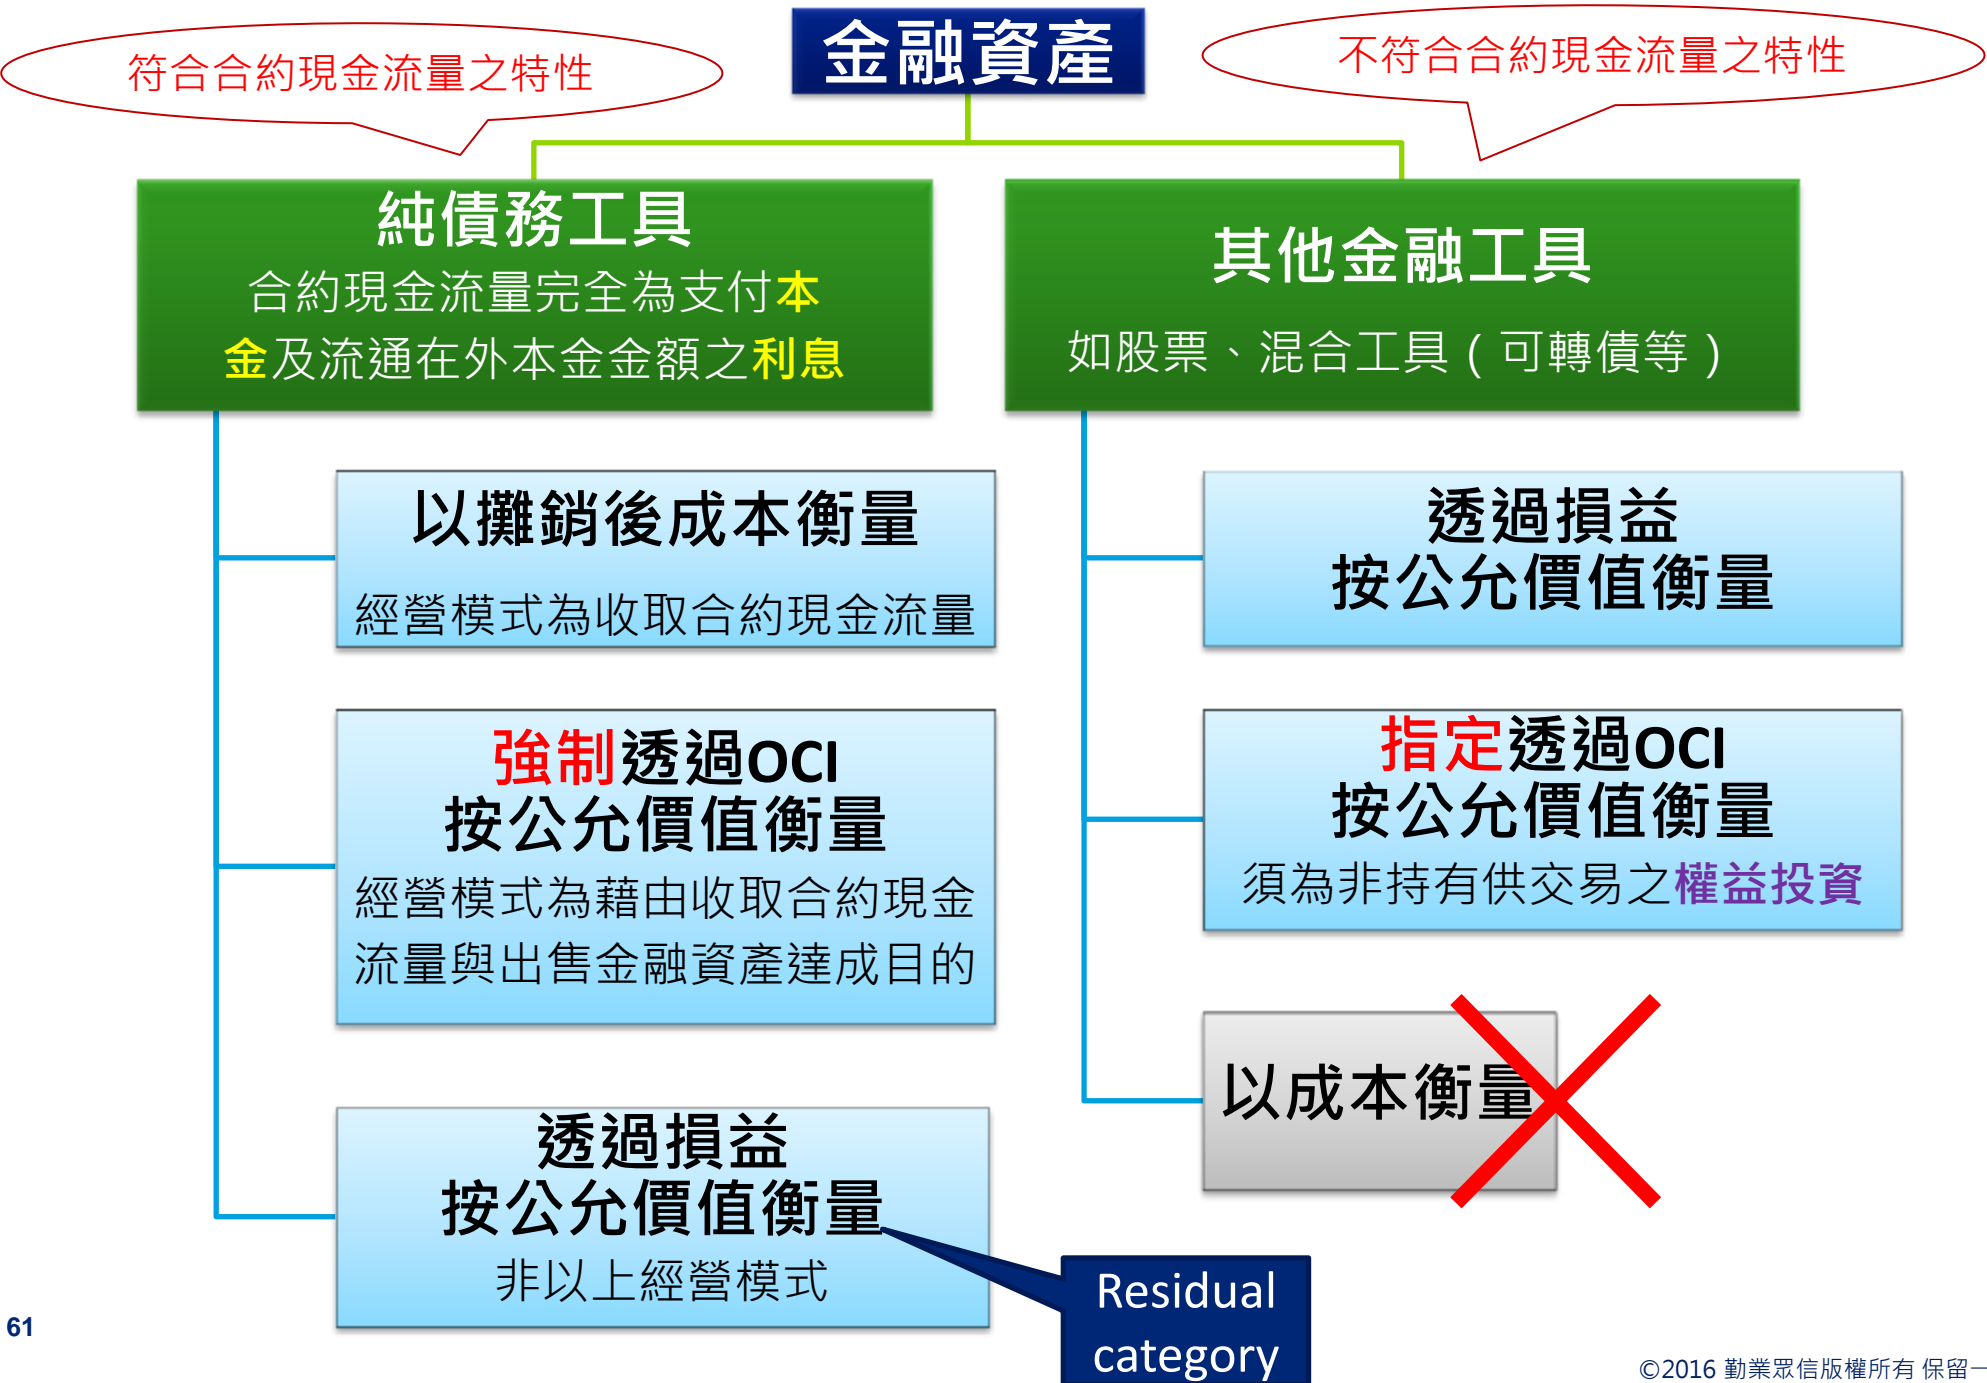 金融資產
符合合約現金流量之特性
不符合合約現金流量之特性
純債務工具
合約現金流量完全為支付本
金及流通在外本金金額之利息
以攤銷後成本衡量
經營模式為收取合約現金流量
強制透過OCI
按公允價值衡量
經營模式為藉由收取合約現金
流量與出售金融資產達成目的
透過損益
按公允價值衡量
非以上經營模式
Residual
category
其他金融工具
如股票、混合工具（可轉債等）
透過損益
按公允價值衡量
指定透過OCI
按公允價值衡量
須為非持有供交易之權益投資
以成本衡量
61
©2016 勤業眾信版權所有 保留一